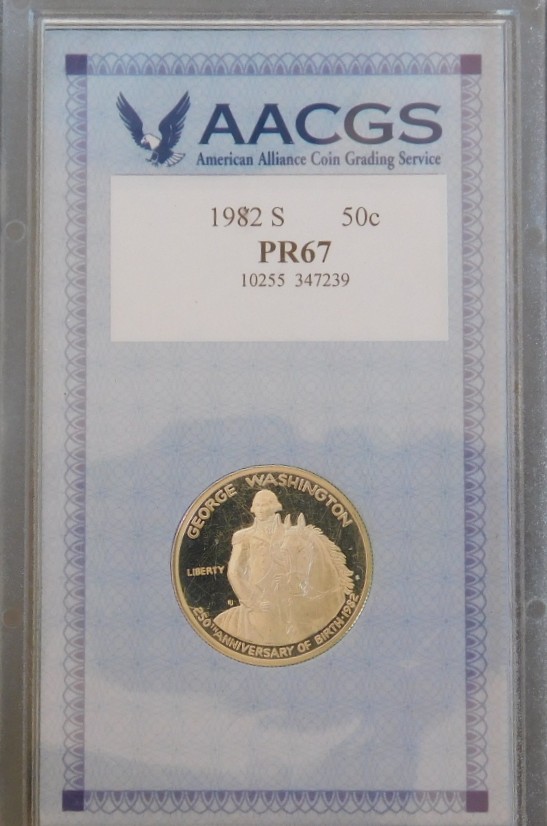 AACGS
American Alliance Coin Grading Service
1982 S 50c
PR67
10255 347239
GEORGE WASHINGTON
LIBERTY
250TH ANNIVERSARY OF BIRTH·1982